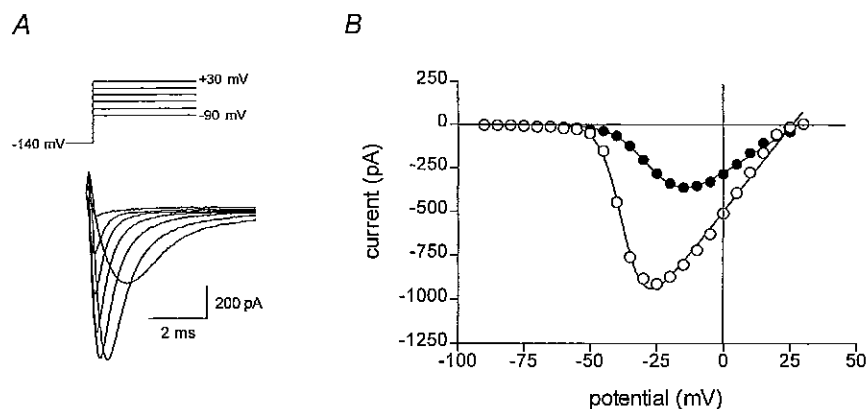 A
B
+30 mV
-90 mV
-140 mV
200 pA
2 ms
current (pA)
250
0
-250
-500
-750
-1000
-1250
-100 -75 -50 -25 0 25 50
potential (mV)